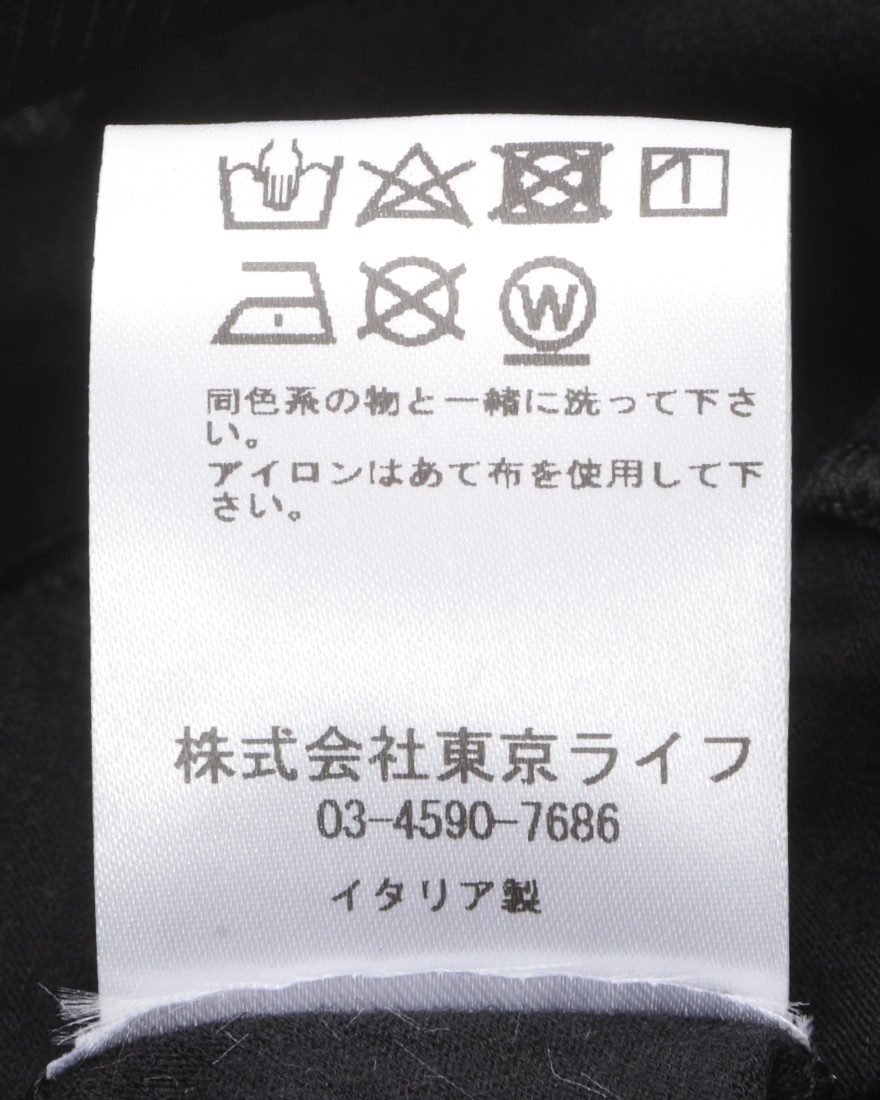 W
同色系の物と一緒に洗って下さ
い。
アイロンはあて布を使用して下
さい。
株式会社東京ライフ
03-4590-7686
イタリア製